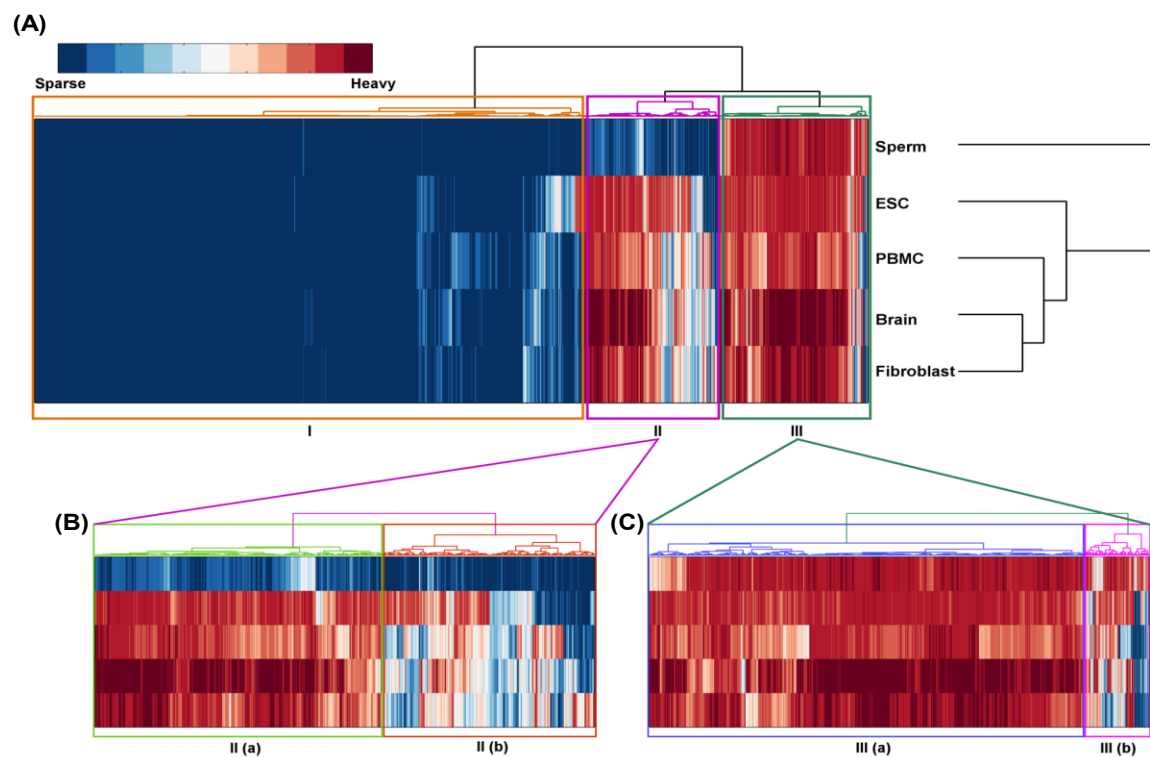 (A)
Sparse Heavy
Sperm
ESC
PBMC
Brain
Fibroblast
I II III
(B) (C)
II (a) II (b) III (a) III (b)